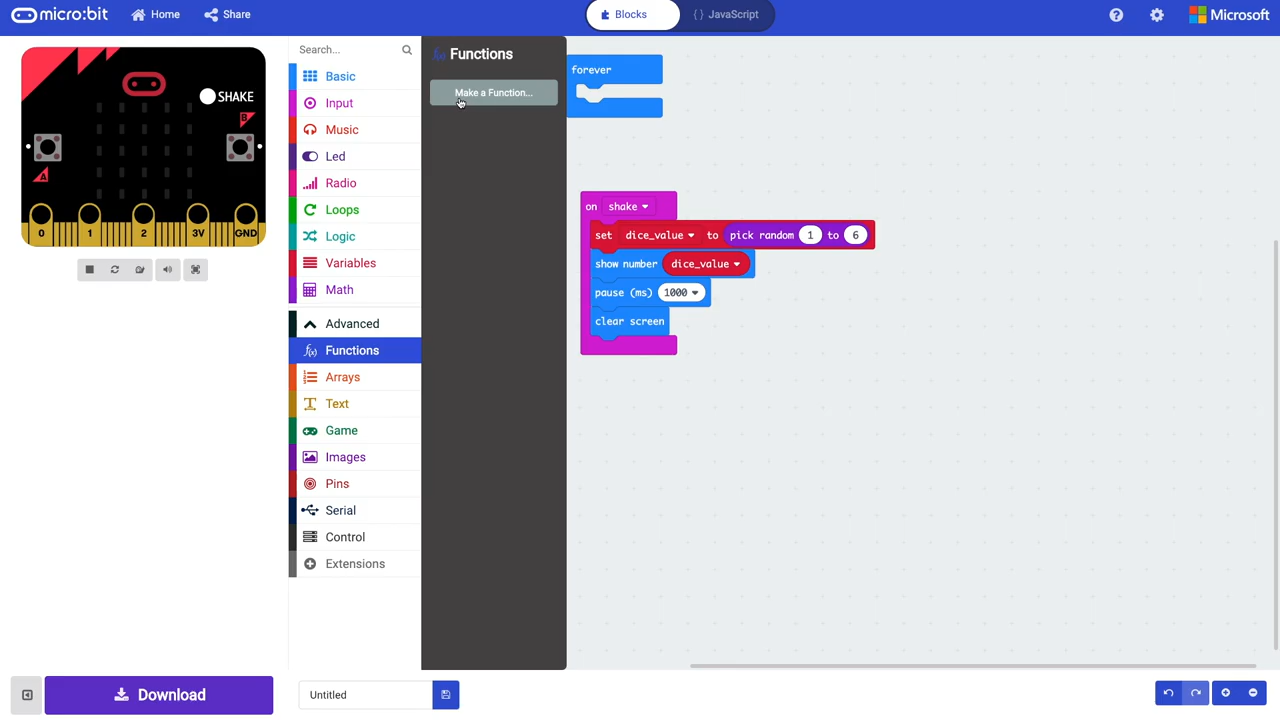 micro:bit
Home
Share
Blocks
{ } JavaScript
Microsoft
SHAKE
B
A
0 1 2 3V GND
Search...
Basic
Input
Music
Led
Radio
Loops
Logic
Variables
Math
Advanced
Functions
Arrays
Text
Game
Images
Pins
Serial
Control
Extensions
Functions
Make a Function...
forever
on shake
set dice_value to pick random 1 to 6
show number dice_value
pause (ms) 1000
clear screen
Download
Untitled